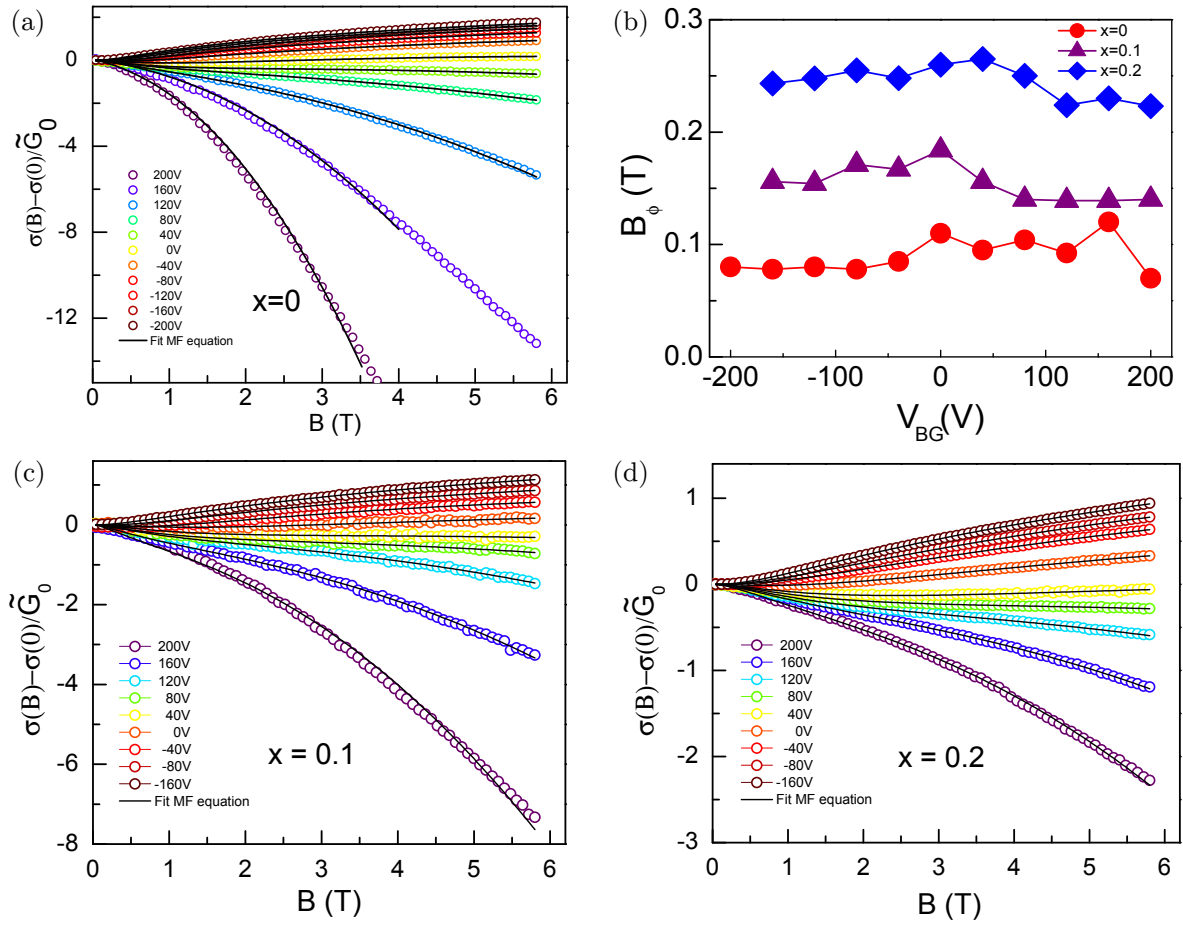 (a)
0
-4
-8
-12
σ(B)−σ(0)/G̃₀
200V
160V
120V
80V
40V
0V
-40V
-80V
-120V
-160V
-200V
Fit MF equation
x=0
0 1 2 3 4 5 6
B (T)
(b)
0.3
0.2
0.1
0.0
B_ϕ (T)
x=0
x=0.1
x=0.2
-200 -100 0 100 200
V_BG(V)
(c)
0
-2
-4
-6
-8
σ(B)−σ(0)/G̃₀
200V
160V
120V
80V
40V
0V
-40V
-80V
-160V
Fit MF equation
x = 0.1
0 1 2 3 4 5 6
B (T)
(d)
1
0
-1
-2
-3
σ(B)−σ(0)/G̃₀
200V
160V
120V
80V
40V
0V
-40V
-80V
-160V
Fit MF equation
x = 0.2
0 1 2 3 4 5 6
B (T)